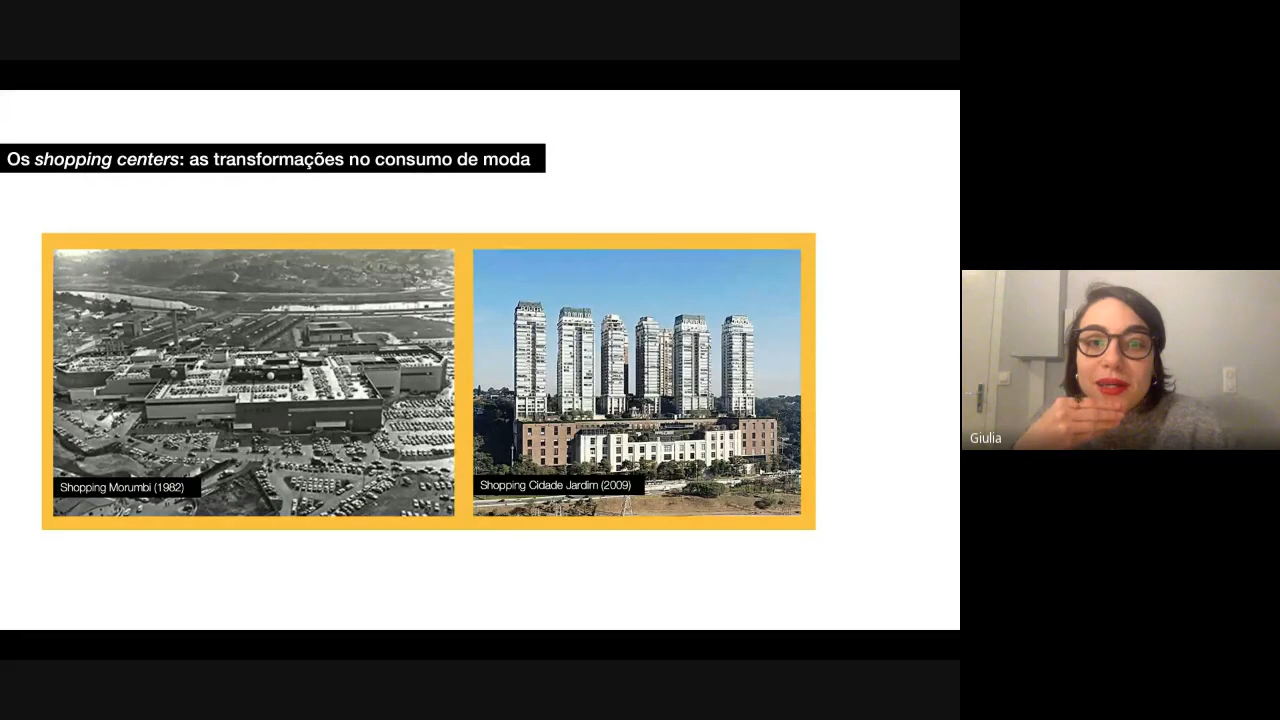 Os shopping centers: as transformações no consumo de moda
Shopping Morumbi (1982)
Shopping Cidade Jardim (2009)
Giulia